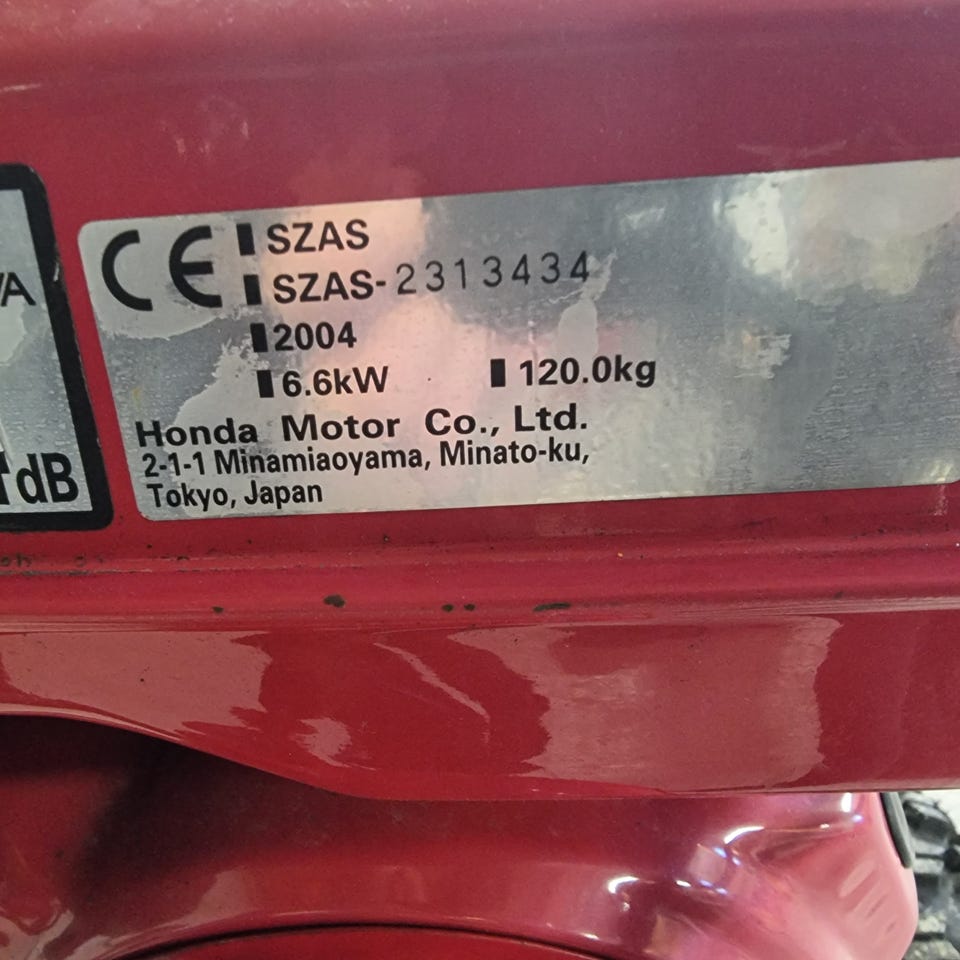 CE SZAS
SZAS-2313434
2004
6.6kW 120.0kg
Honda Motor Co., Ltd.
2-1-1 Minamiaoyama, Minato-ku,
Tokyo, Japan
dB